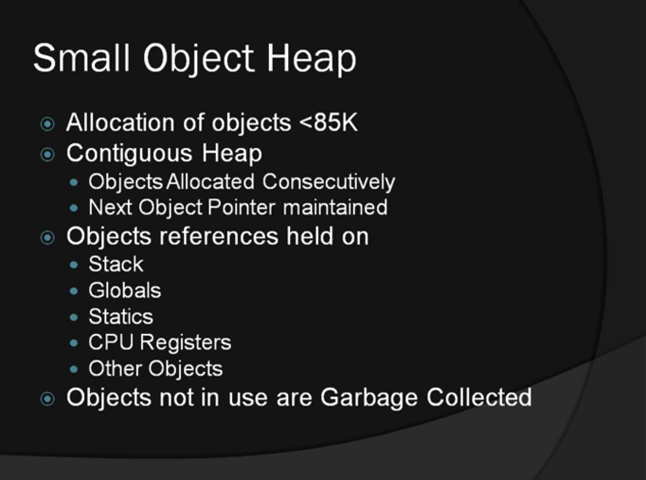 Small Object Heap
Allocation of objects <85K
Contiguous Heap
Objects Allocated Consecutively
Next Object Pointer maintained
Objects references held on
Stack
Globals
Statics
CPU Registers
Other Objects
Objects not in use are Garbage Collected